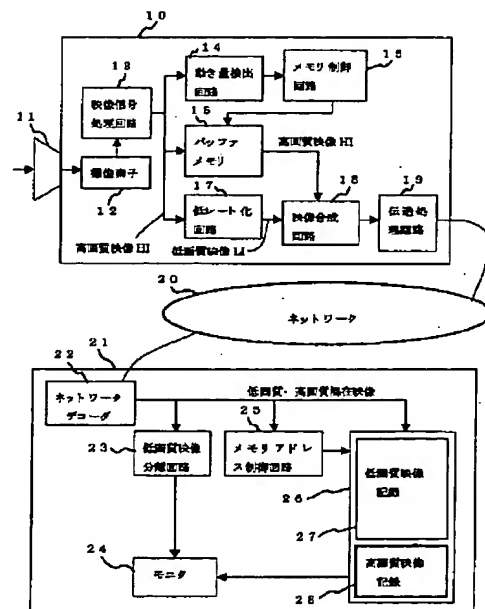 10
11
13
映像信号
処理回路
撮像素子
12
14
動き量検出
回路
15
メモリ制御
回路
16
バッファ
メモリ
高画質映像HI
17
低レート化
回路
18
映像合成
回路
19
伝送処
理回路
高画質映像HI
低画質映像LI
20
ネットワーク
21
22
ネットワーク
デコーダ
低画質・高画質混在映像
23
低画質映像
分離回路
25
メモリアドレ
ス制御回路
24
モニタ
26
27
低画質映像
記録
高画質映像
記録
28